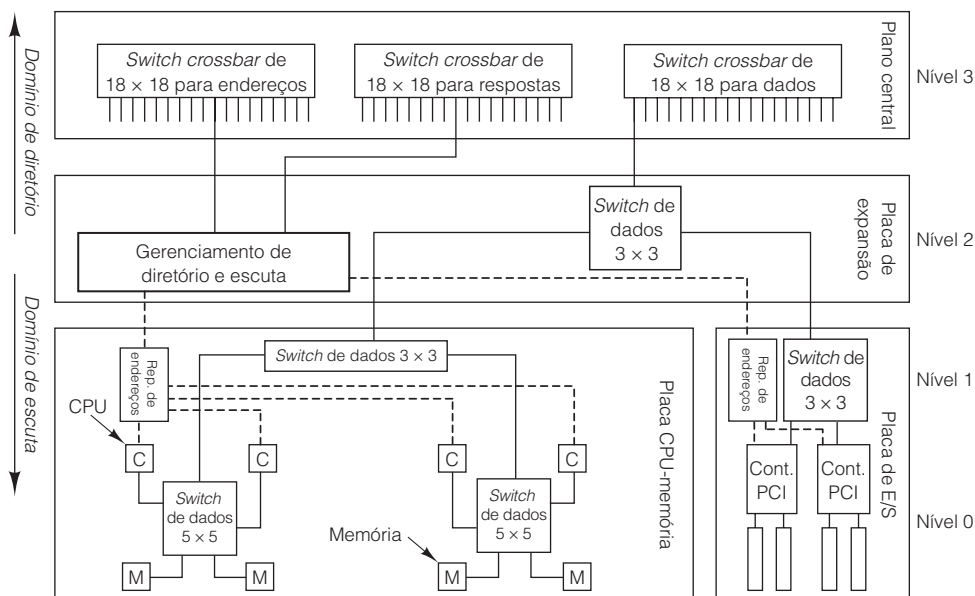 Domínio de diretório
Domínio de escuta
Switch crossbar de
18 × 18 para endereços
Switch crossbar de
18 × 18 para respostas
Switch crossbar de
18 × 18 para dados
Plano central
Nível 3
Gerenciamento de
diretório e escuta
Switch de
dados
3 × 3
Placa de
expansão
Nível 2
Switch de dados 3 × 3
Rep. de
endereços
CPU
C
C
C
C
Switch
de dados
5 × 5
Switch
de dados
5 × 5
Memória
M
M
M
M
Placa CPU-memória
Rep. de
endereços
Switch de
dados
3 × 3
Nível 1
Cont.
PCI
Cont.
PCI
Placa de E/S
Nível 0